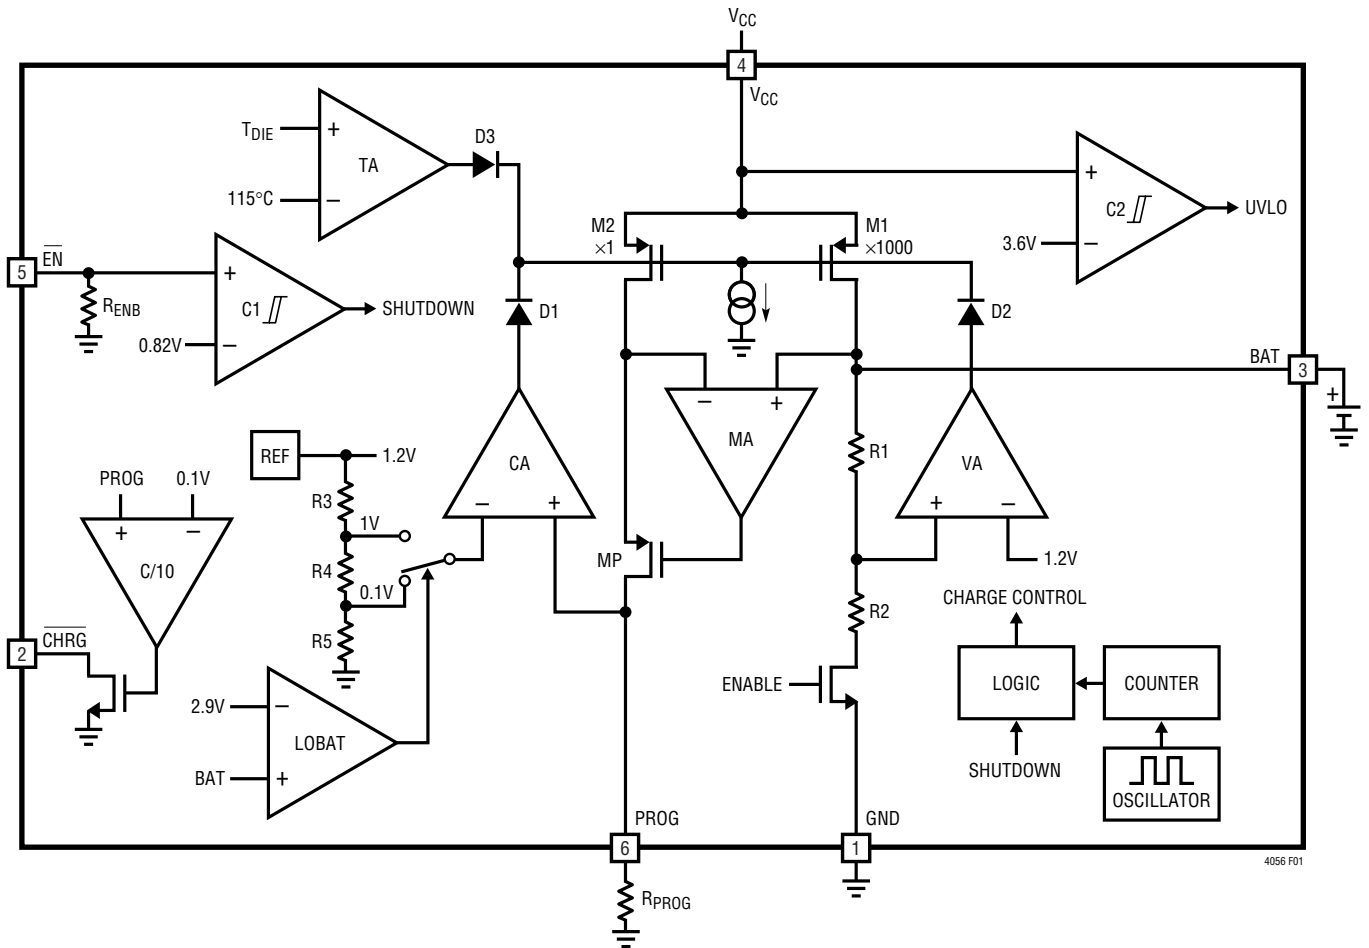 VCC
4
VCC
TDIE
+
TA
D3
115°C
−
M2
×1
M1
×1000
+
C2
UVLO
3.6V
−
5
EN
RENB
+
C1
SHUTDOWN
0.82V
−
D1
D2
BAT
3
+
−
+
MA
REF
1.2V
R3
1V
R4
0.1V
R5
CA
−
+
R1
VA
+
−
1.2V
PROG
0.1V
+
−
C/10
MP
R2
2
CHRG
2.9V
−
LOBAT
BAT
+
ENABLE
CHARGE CONTROL
LOGIC
COUNTER
SHUTDOWN
OSCILLATOR
PROG
6
RPROG
GND
1
4056 F01